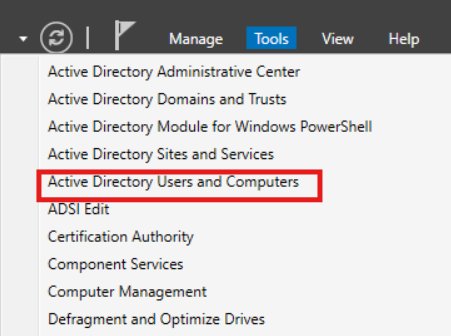 Manage Tools View Help
Active Directory Administrative Center
Active Directory Domains and Trusts
Active Directory Module for Windows PowerShell
Active Directory Sites and Services
Active Directory Users and Computers
ADSI Edit
Certification Authority
Component Services
Computer Management
Defragment and Optimize Drives